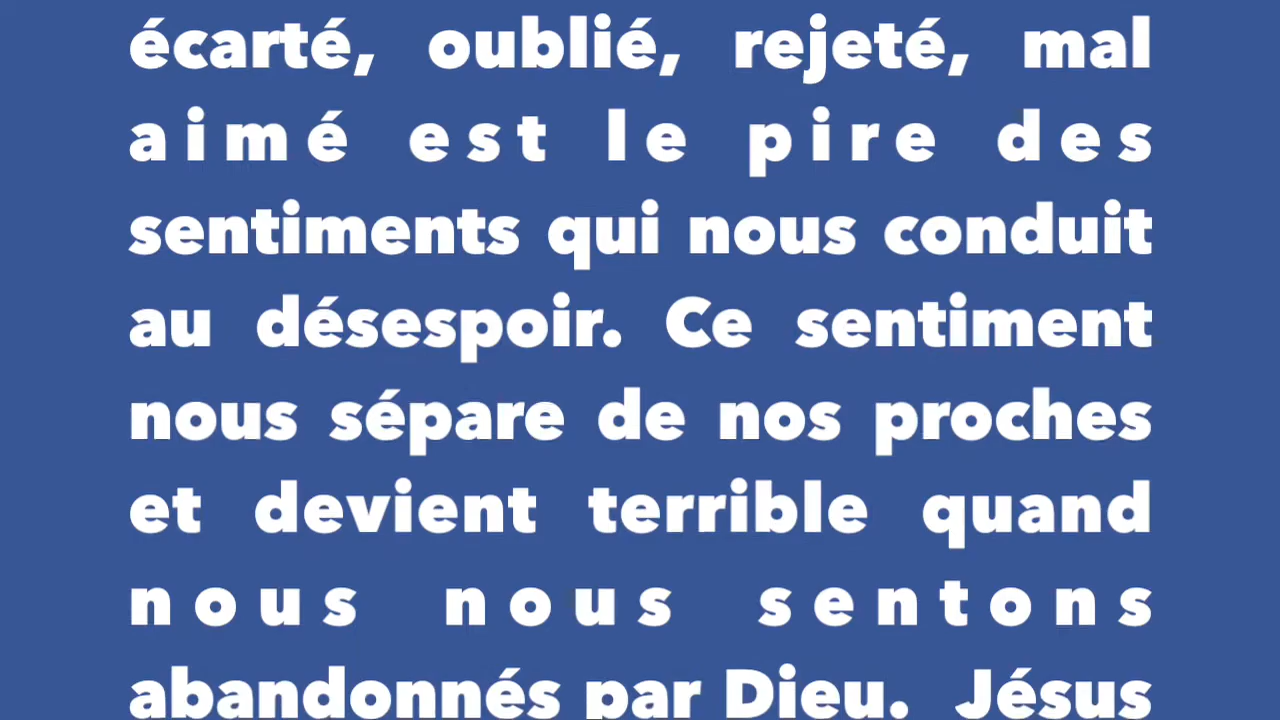 écarté, oublié, rejeté, mal
aimé est le pire des
sentiments qui nous conduit
au désespoir. Ce sentiment
nous sépare de nos proches
et devient terrible quand
nous nous sentons
abandonnés par Dieu. Jésus